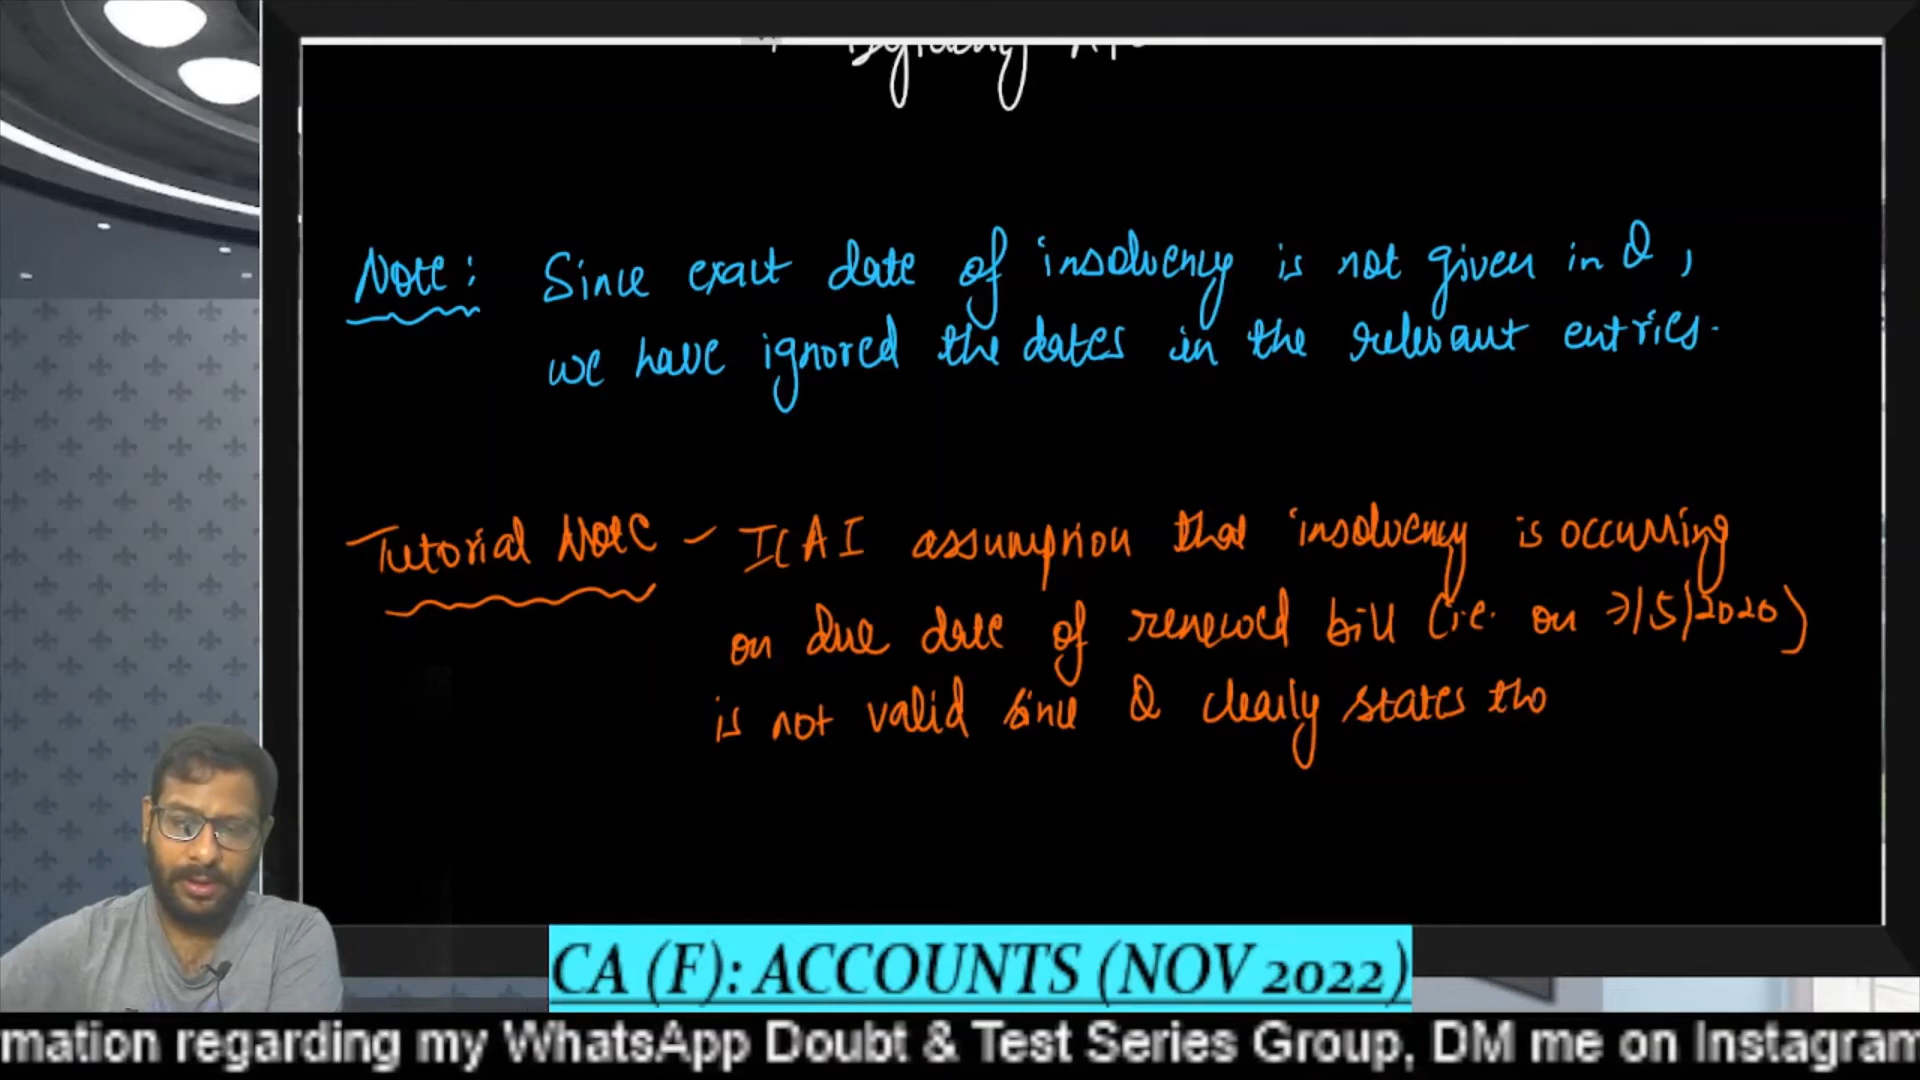 Note: Since exact date of insolvency is not given in Q,
we have ignored the dates in the relevant entries.
Tutorial Note - ICAI assumption that insolvency is occurring
on due date of renewed bill (i.e. on 7/5/2020)
is not valid since Q clearly states tha
CA (F): ACCOUNTS (NOV 2022)
rmation regarding my WhatsApp Doubt & Test Series Group, DM me on Instagram